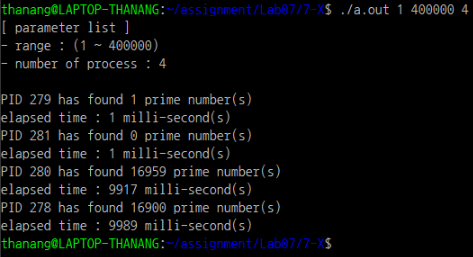 thanang@LAPTOP-THANANG:~/assignment/Lab07/7-X$ ./a.out 1 400000 4
[ parameter list ]
- range : (1 ~ 400000)
- number of process : 4
PID 279 has found 1 prime number(s)
elapsed time : 1 milli-second(s)
PID 281 has found 0 prime number(s)
elapsed time : 1 milli-second(s)
PID 280 has found 16959 prime number(s)
elapsed time : 9917 milli-second(s)
PID 278 has found 16900 prime number(s)
elapsed time : 9989 milli-second(s)
thanang@LAPTOP-THANANG:~/assignment/Lab07/7-X$